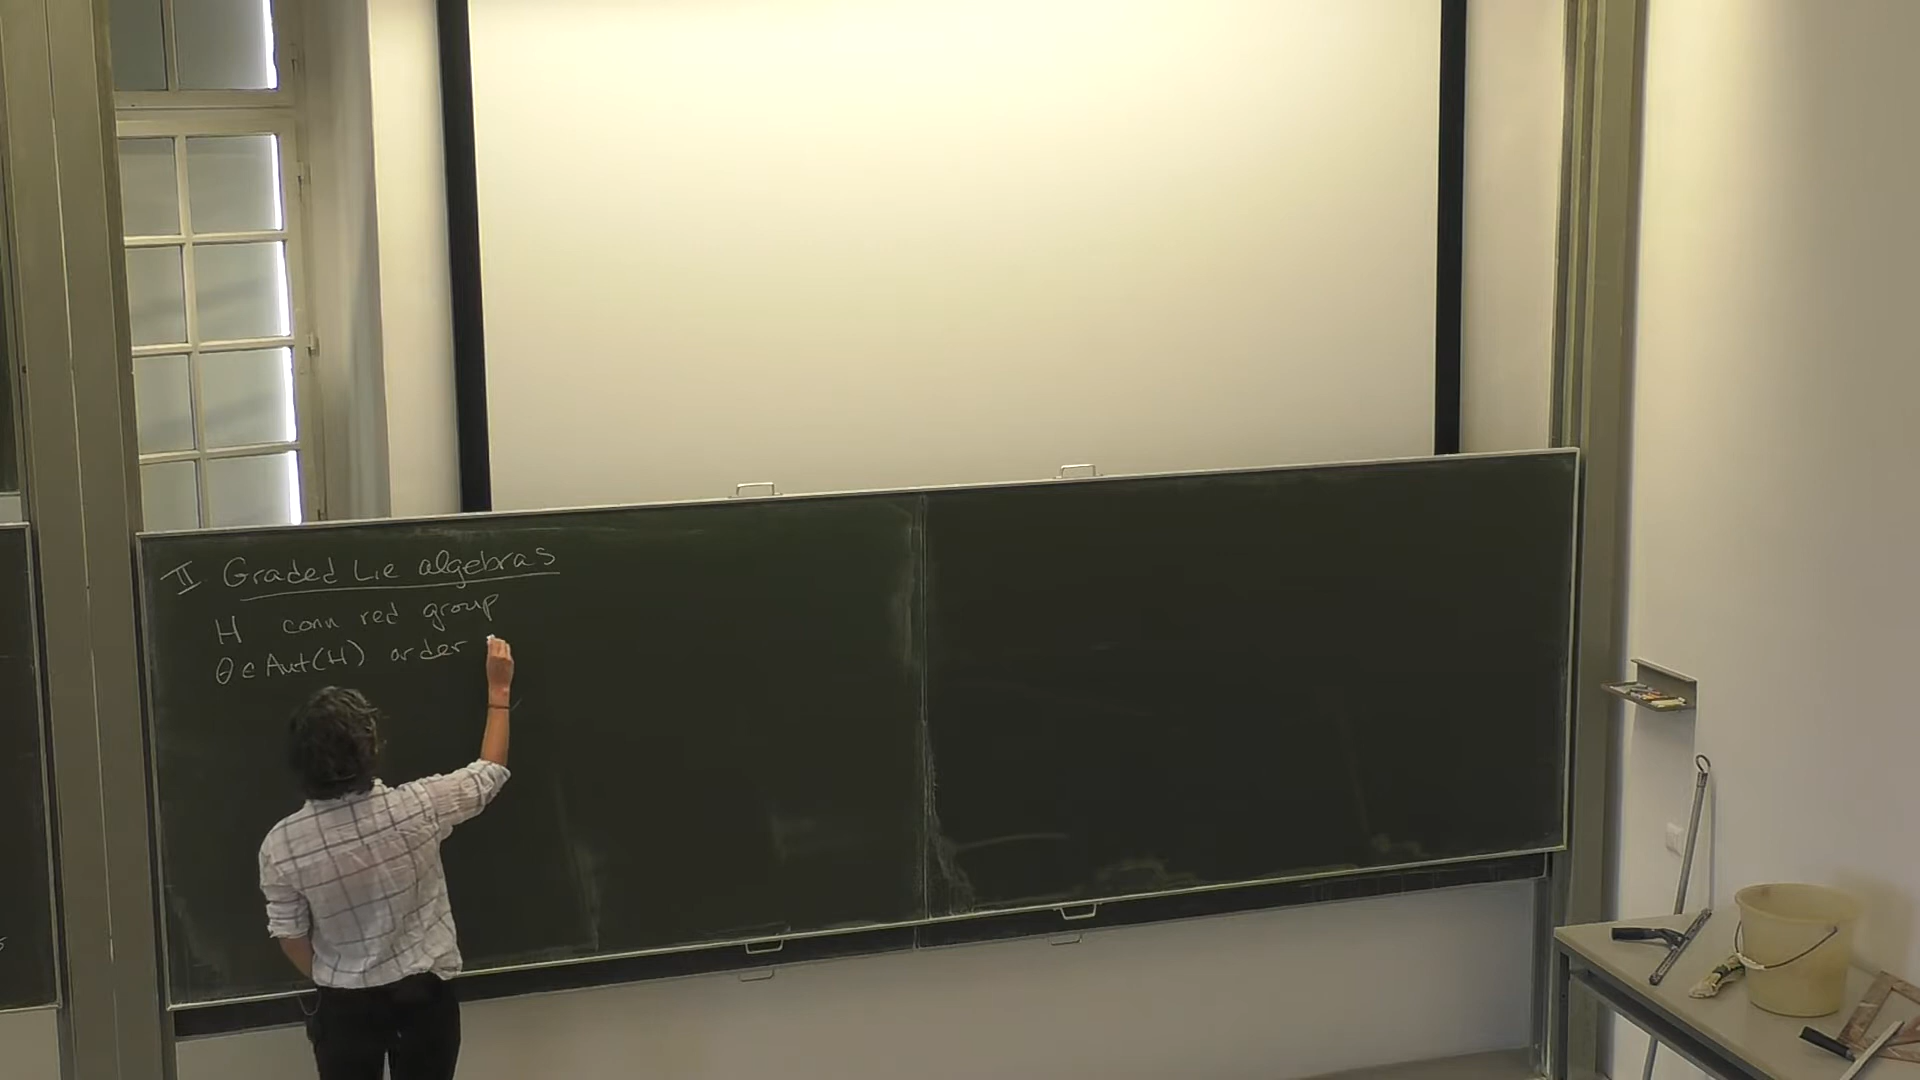 II Graded Lie algebras
H conn red group
θ ∈ Aut(H) order